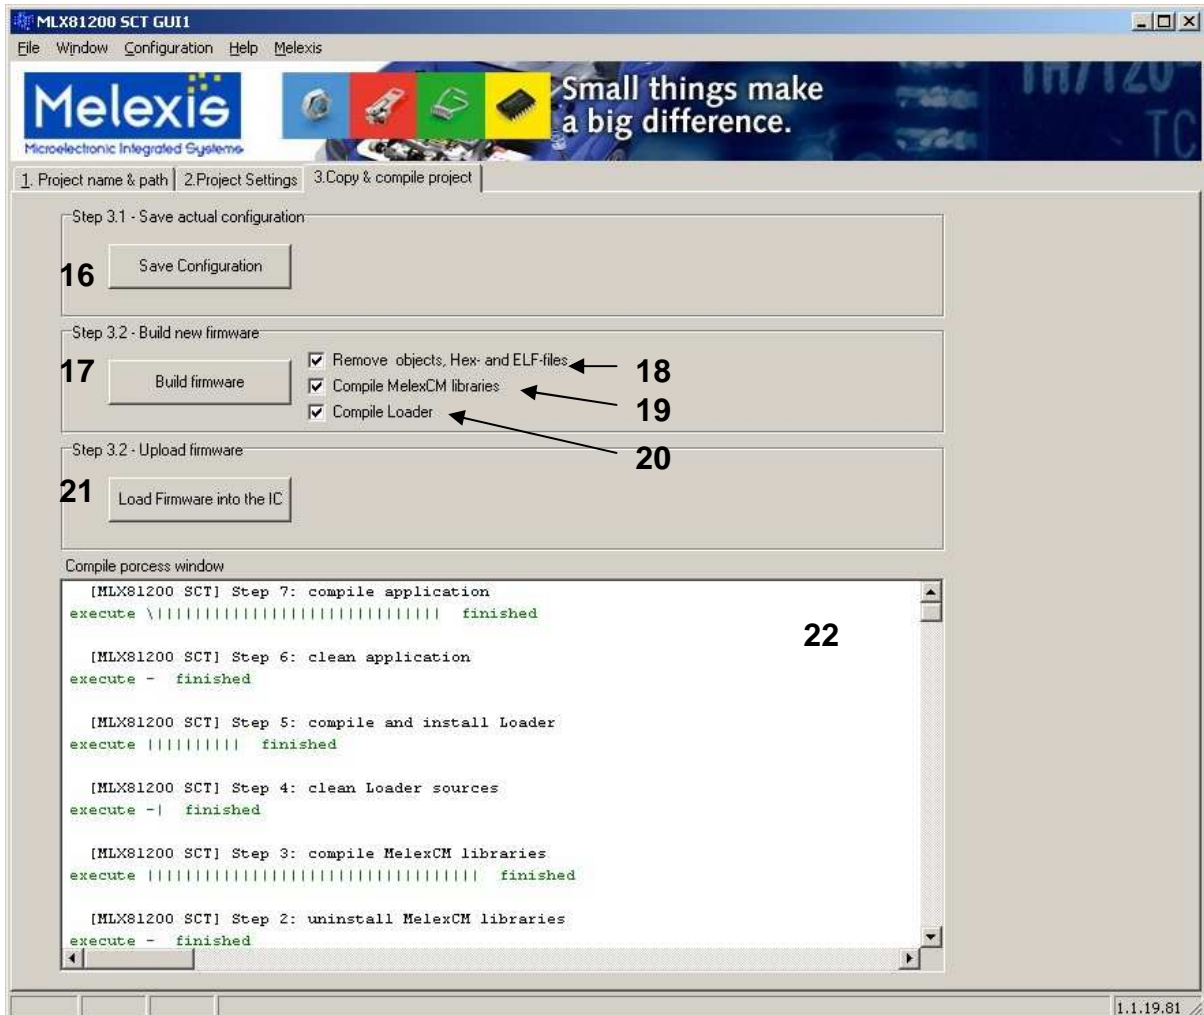 MLX81200 SCT GUI1
File Window Configuration Help Melexis
Melexis
Microelectronic Integrated Systems
Small things make
a big difference.
TH7120
TC
1. Project name & path 2.Project Settings 3.Copy & compile project
Step 3.1 - Save actual configuration
16 Save Configuration
Step 3.2 - Build new firmware
17 Build firmware
Remove objects, Hex- and ELF-files 18
Compile MelexCM libraries 19
Compile Loader 20
Step 3.2 - Upload firmware
21 Load Firmware into the IC
Compile porcess window
[MLX81200 SCT] Step 7: compile application
execute \||||||||||||||||||||||||||||||| finished
22
[MLX81200 SCT] Step 6: clean application
execute - finished
[MLX81200 SCT] Step 5: compile and install Loader
execute |||||||||| finished
[MLX81200 SCT] Step 4: clean Loader sources
execute -| finished
[MLX81200 SCT] Step 3: compile MelexCM libraries
execute |||||||||||||||||||||||||||||||||||| finished
[MLX81200 SCT] Step 2: uninstall MelexCM libraries
execute - finished
1.1.19.81